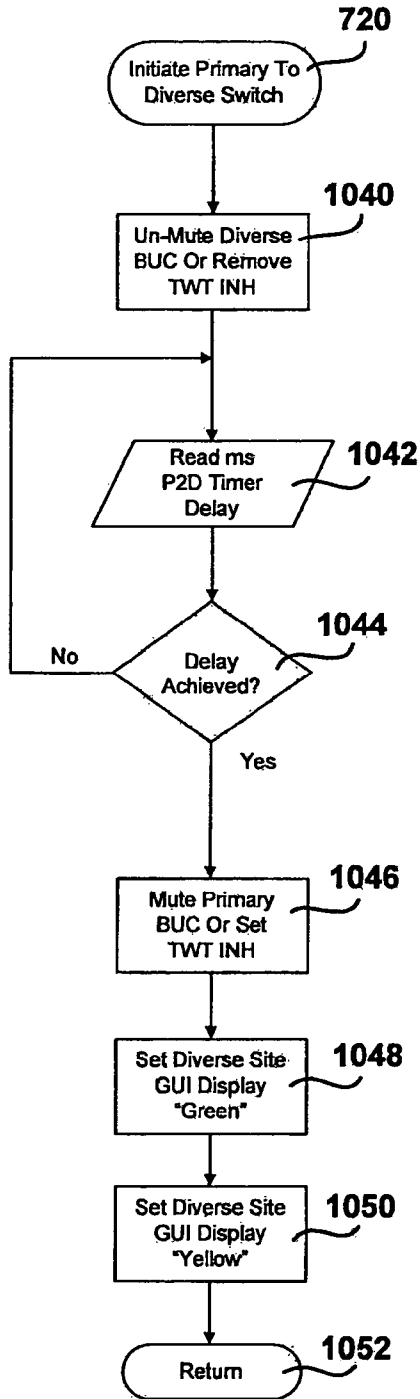 720
Initiate Primary To
Diverse Switch
1040
Un-Mute Diverse
BUC Or Remove
TWT INH
Read ms
P2D Timer
Delay
1042
1044
Delay
Achieved?
No
Yes
1046
Mute Primary
BUC Or Set
TWT INH
1048
Set Diverse Site
GUI Display
"Green"
1050
Set Diverse Site
GUI Display
"Yellow"
Return
1052